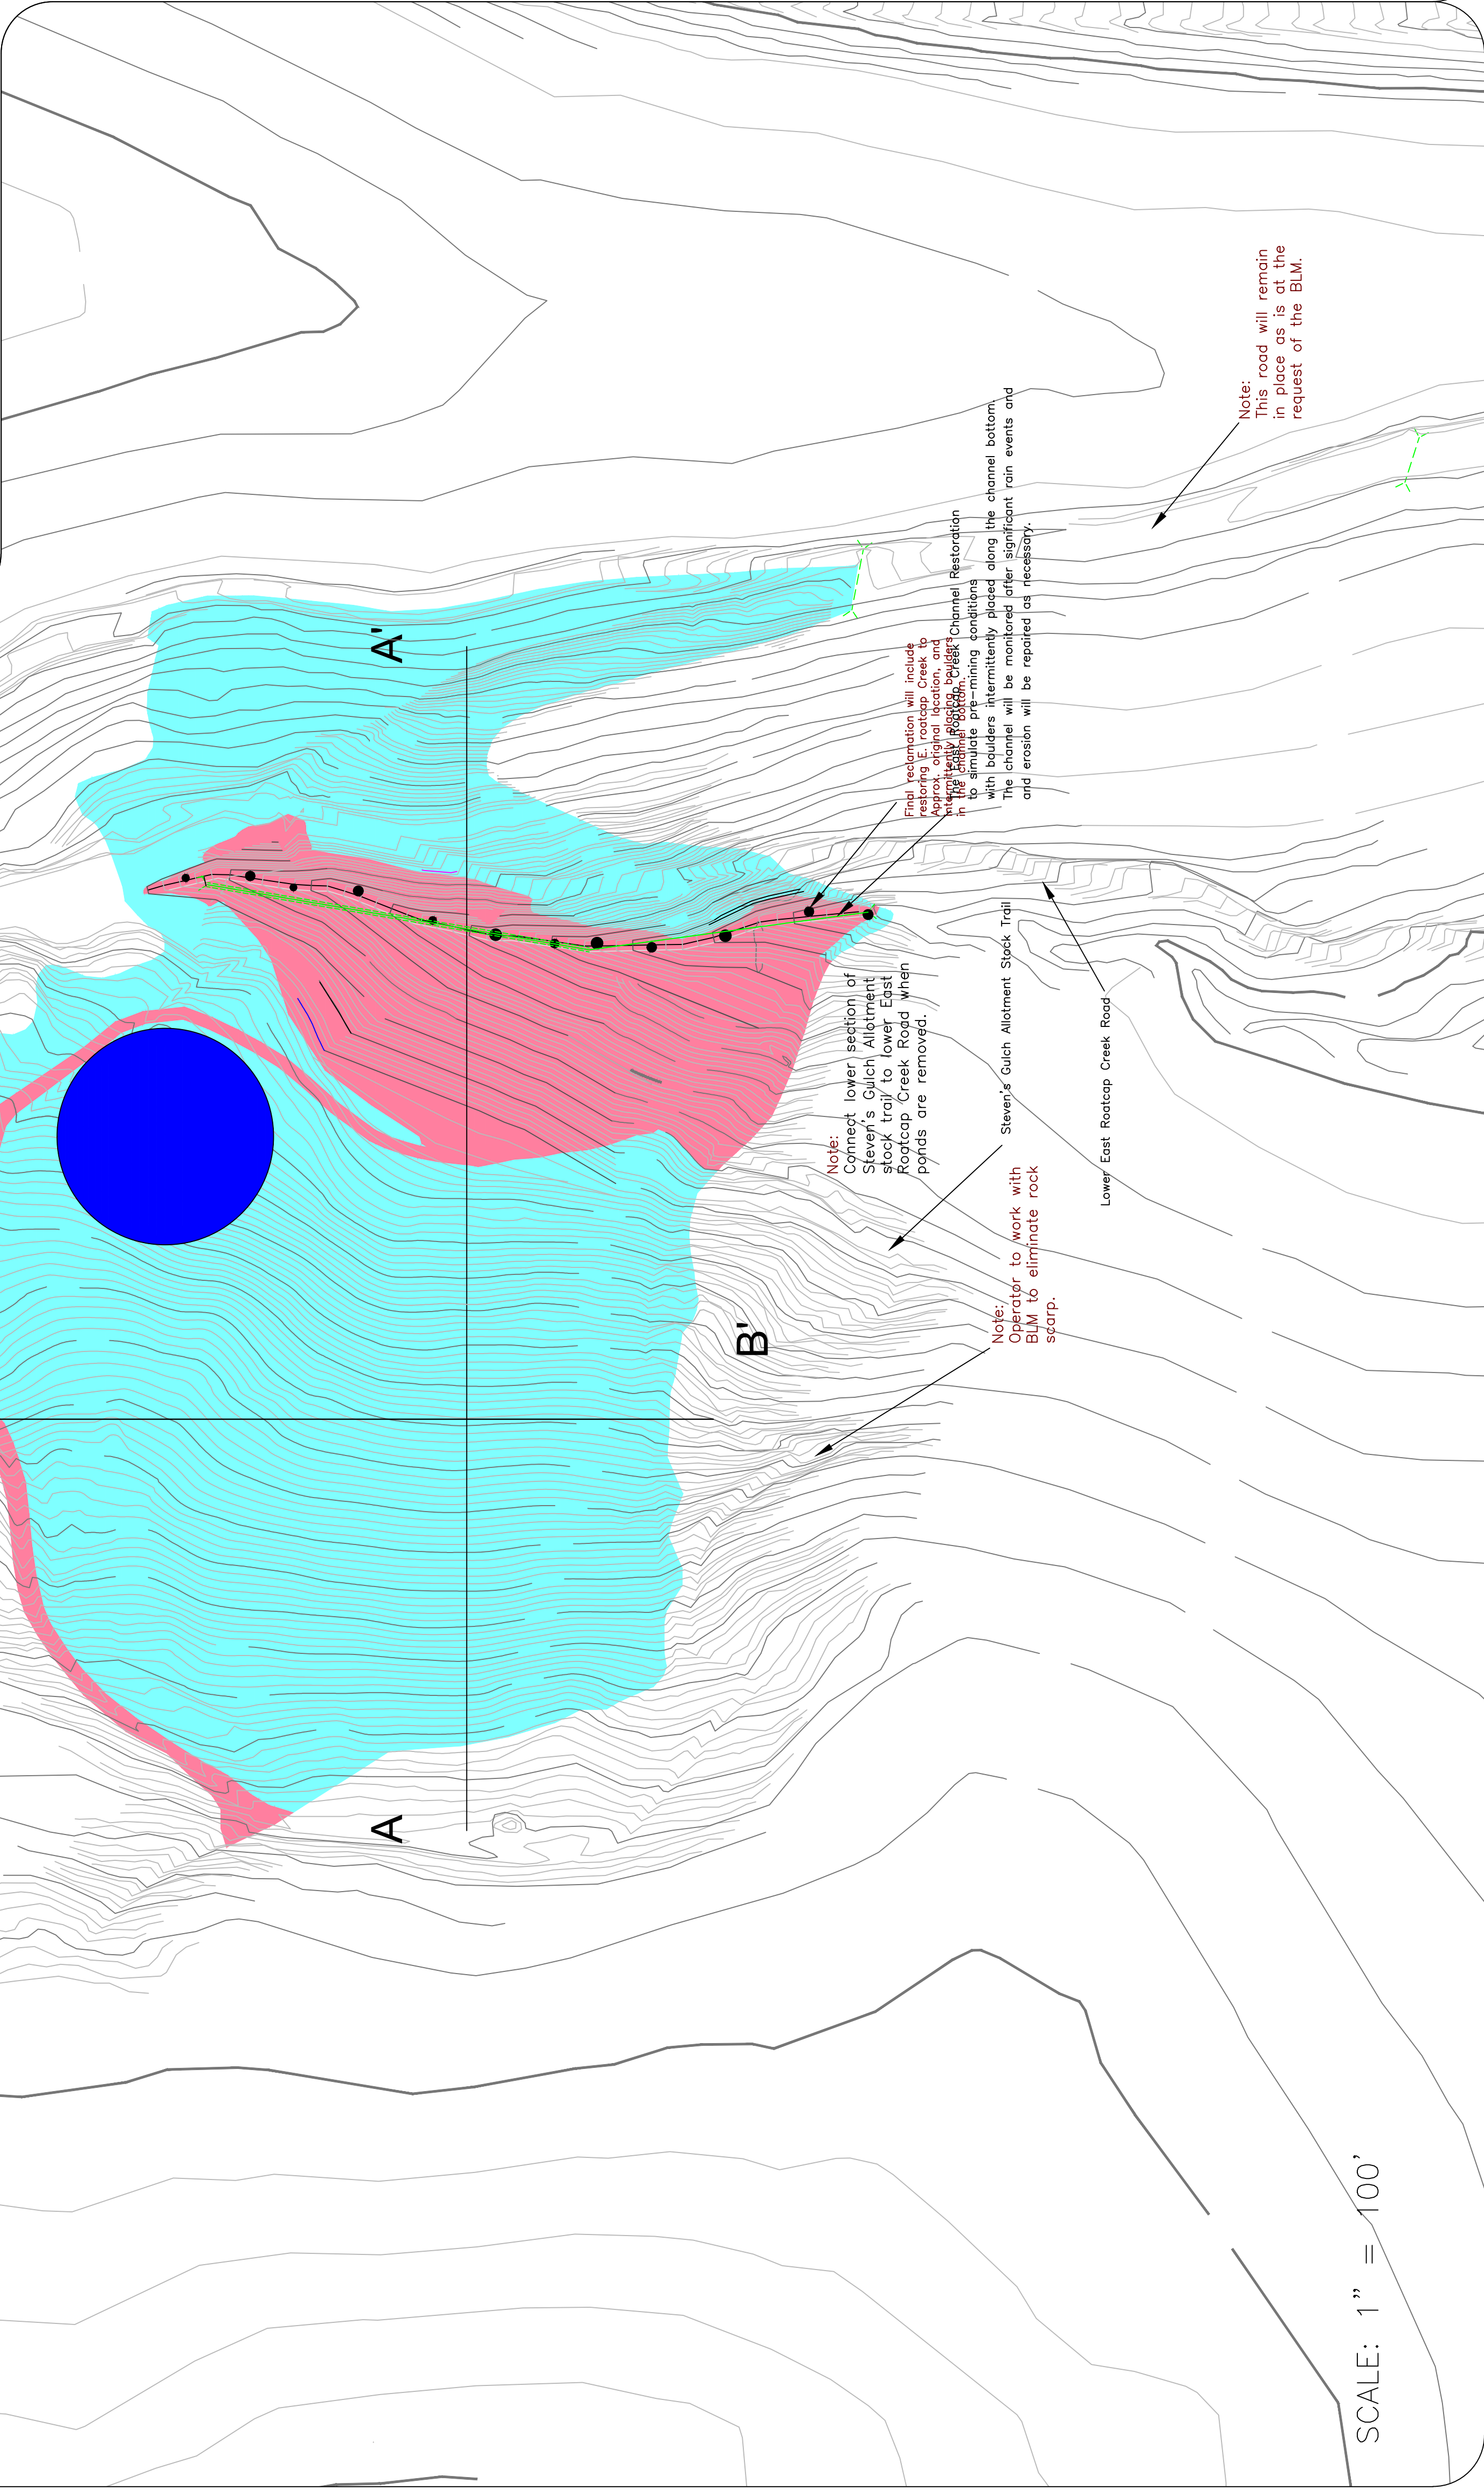 Note:
This road will remain
in place as is at the
request of the BLM.
A'
Final reclamation will include
restoring E. roatcap Creek to
Approx. original location, and
intermittently placing boulders
in the channel bottom.
The East Roatcap Creek Channel Restoration
to simulate pre-mining conditions
with boulders intermittently placed along the channel bottom.
The channel will be monitored after significant rain events and
and erosion will be repaired as necessary.
Note:
Connect lower section of
Steven's Gulch Allotment
stock trail to lower East
Roatcap Creek Road when
ponds are removed.
Steven's Gulch Allotment Stock Trail
Lower East Roatcap Creek Road
B'
Note:
Operator to work with
BLM to eliminate rock
scarp.
A
SCALE: 1" = 100'